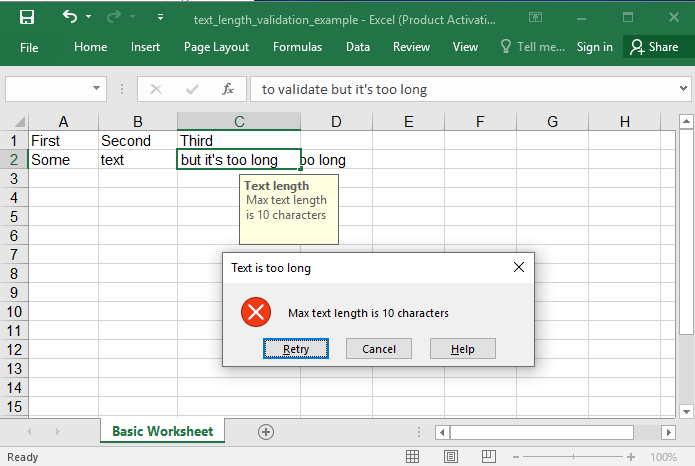 text_length_validation_example - Excel (Product Activati...
File Home Insert Page Layout Formulas Data Review View Tell me... Sign in Share
fx to validate but it's too long
A B C D E F G H
1 First Second Third
2 Some text but it's too long oo long
3
Text length
4
Max text length
5
is 10 characters
6
7
Text is too long
8
9
10
Max text length is 10 characters
11
12
Retry Cancel Help
13
14
15
Basic Worksheet
Ready 100%